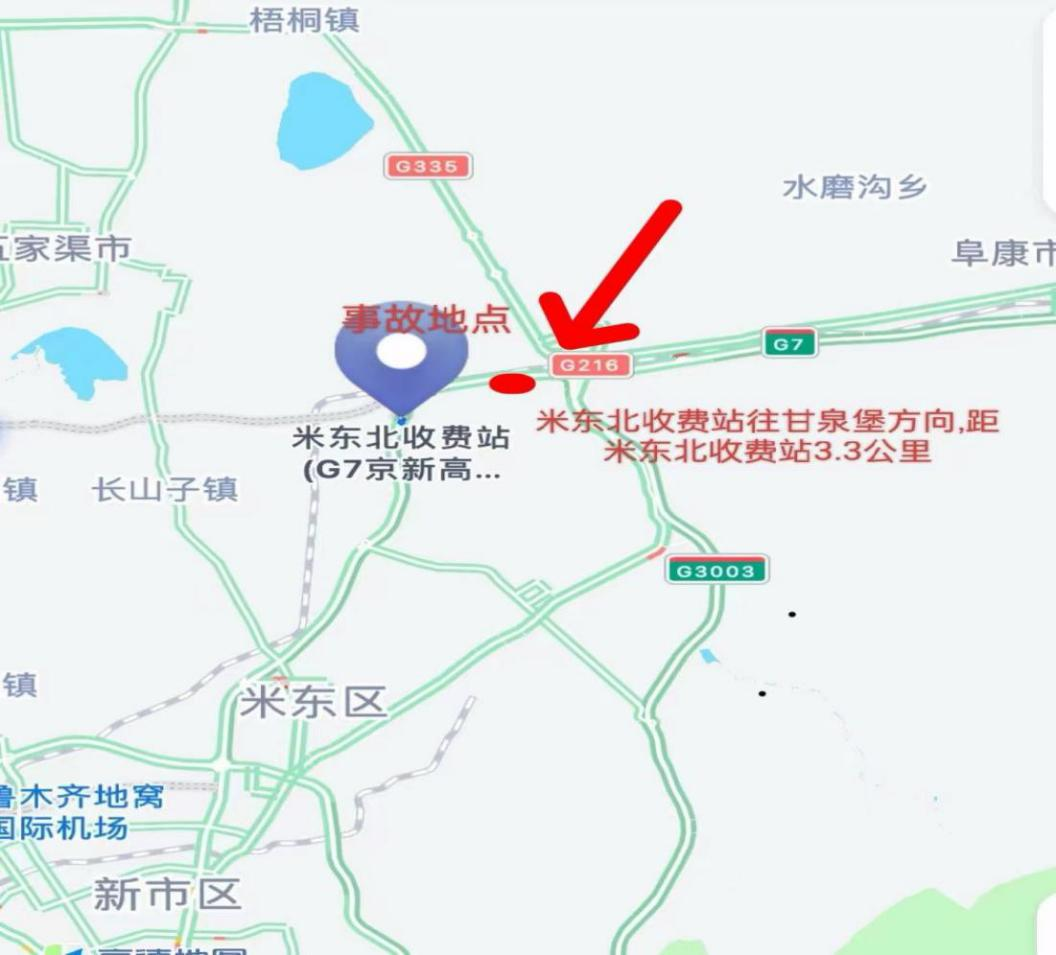 梧桐镇
G335
水磨沟乡
五家渠市
阜康市
事故地点
G7
G216
米东北收费站往甘泉堡方向,距
米东北收费站3.3公里
米东北收费站
(G7京新高...
镇
长山子镇
G3003
镇
米东区
鲁木齐地窝
国际机场
新市区